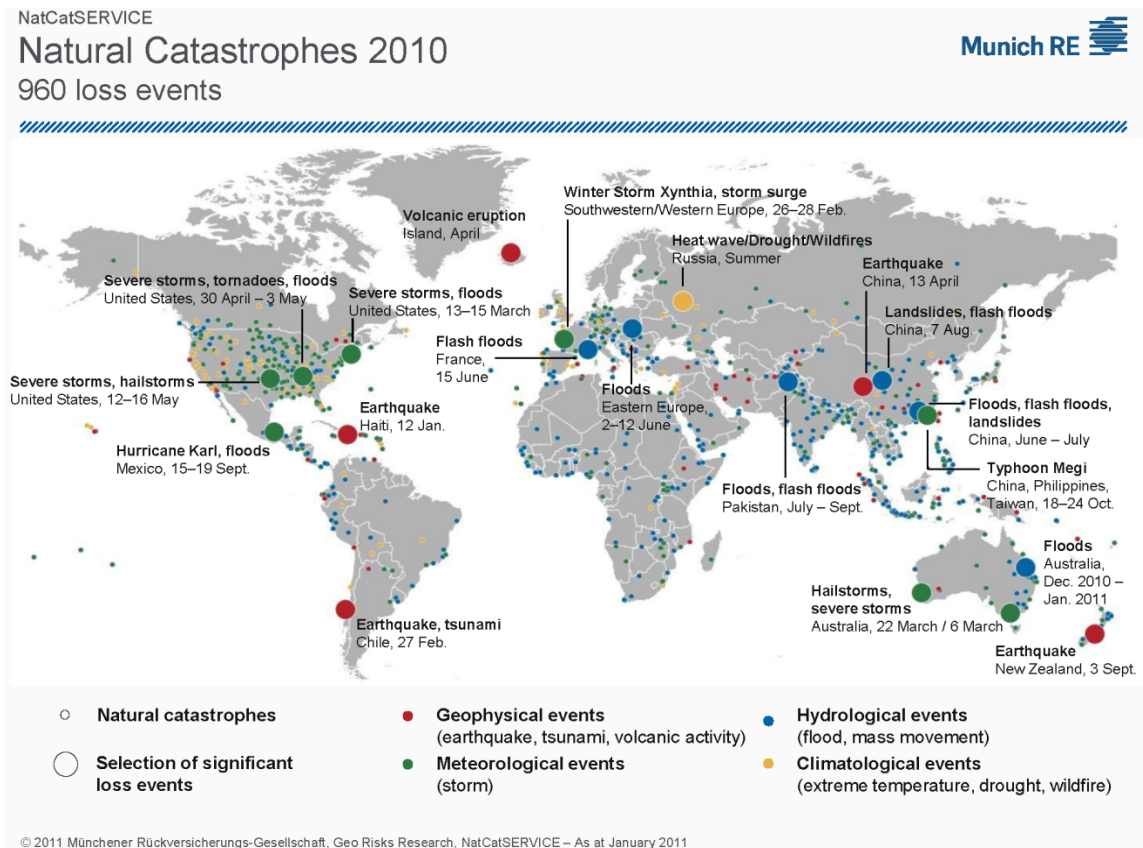 NatCatSERVICE
Natural Catastrophes 2010
960 loss events
Munich RE
Winter Storm Xynthia, storm surge
Southwestern/Western Europe, 26–28 Feb.
Volcanic eruption
Island, April
Heat wave/Drought/Wildfires
Russia, Summer
Earthquake
China, 13 April
Severe storms, tornadoes, floods
United States, 30 April – 3 May
Severe storms, floods
United States, 13–15 March
Landslides, flash floods
China, 7 Aug.
Flash floods
France,
15 June
Severe storms, hailstorms
United States, 12–16 May
Floods
Eastern Europe,
2–12 June
Earthquake
Haiti, 12 Jan.
Floods, flash floods,
landslides
China, June – July
Hurricane Karl, floods
Mexico, 15–19 Sept.
Typhoon Megi
China, Philippines,
Taiwan, 18–24 Oct.
Floods, flash floods
Pakistan, July – Sept.
Floods
Australia,
Dec. 2010 –
Jan. 2011
Hailstorms,
severe storms
Australia, 22 March / 6 March
Earthquake, tsunami
Chile, 27 Feb.
Earthquake
New Zealand, 3 Sept.
Natural catastrophes
Selection of significant
loss events
Geophysical events
(earthquake, tsunami, volcanic activity)
Meteorological events
(storm)
Hydrological events
(flood, mass movement)
Climatological events
(extreme temperature, drought, wildfire)
© 2011 Münchener Rückversicherungs-Gesellschaft, Geo Risks Research, NatCatSERVICE – As at January 2011